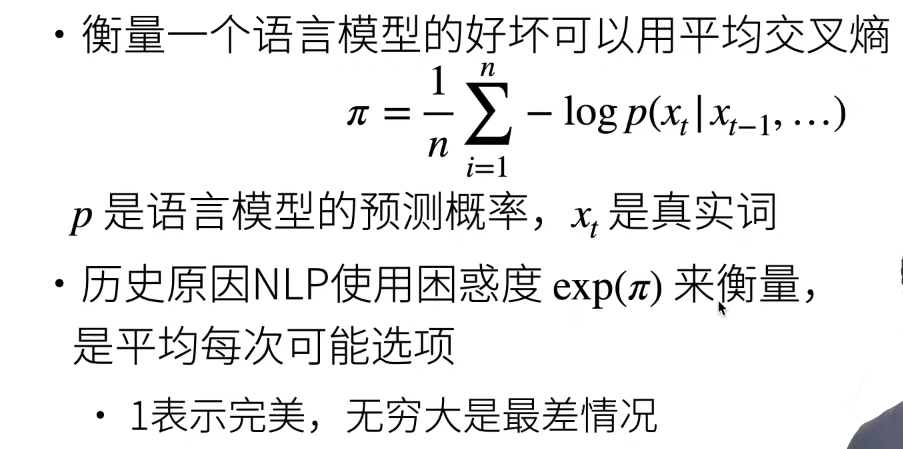 • 衡量一个语言模型的好坏可以用平均交叉熵
π = \frac{1}{n} \sum_{i=1}^{n} − log p(x_t | x_{t−1}, …)
p 是语言模型的预测概率，x_t 是真实词
• 历史原因NLP使用困惑度 exp(π) 来衡量，
是平均每次可能选项
• 1表示完美，无穷大是最差情况